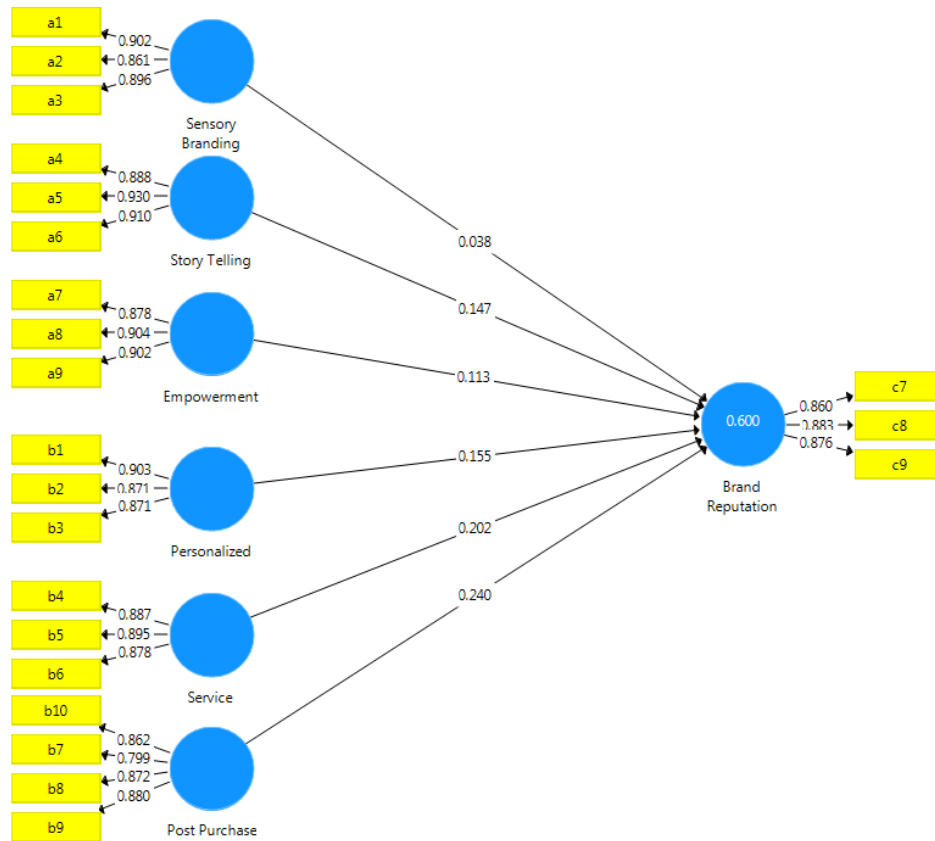 a1
0.902
a2
0.861
a3
0.896
Sensory
Branding
a4
0.888
a5
0.930
a6
0.910
Story Telling
a7
0.878
a8
0.904
a9
0.902
Empowerment
b1
0.903
b2
0.871
b3
0.871
Personalized
b4
0.887
b5
0.895
b6
0.878
Service
b10
0.862
b7
0.799
b8
0.872
b9
0.880
Post Purchase
0.038
0.147
0.113
0.155
0.202
0.240
0.600
Brand
Reputation
0.860
c7
0.883
c8
0.876
c9